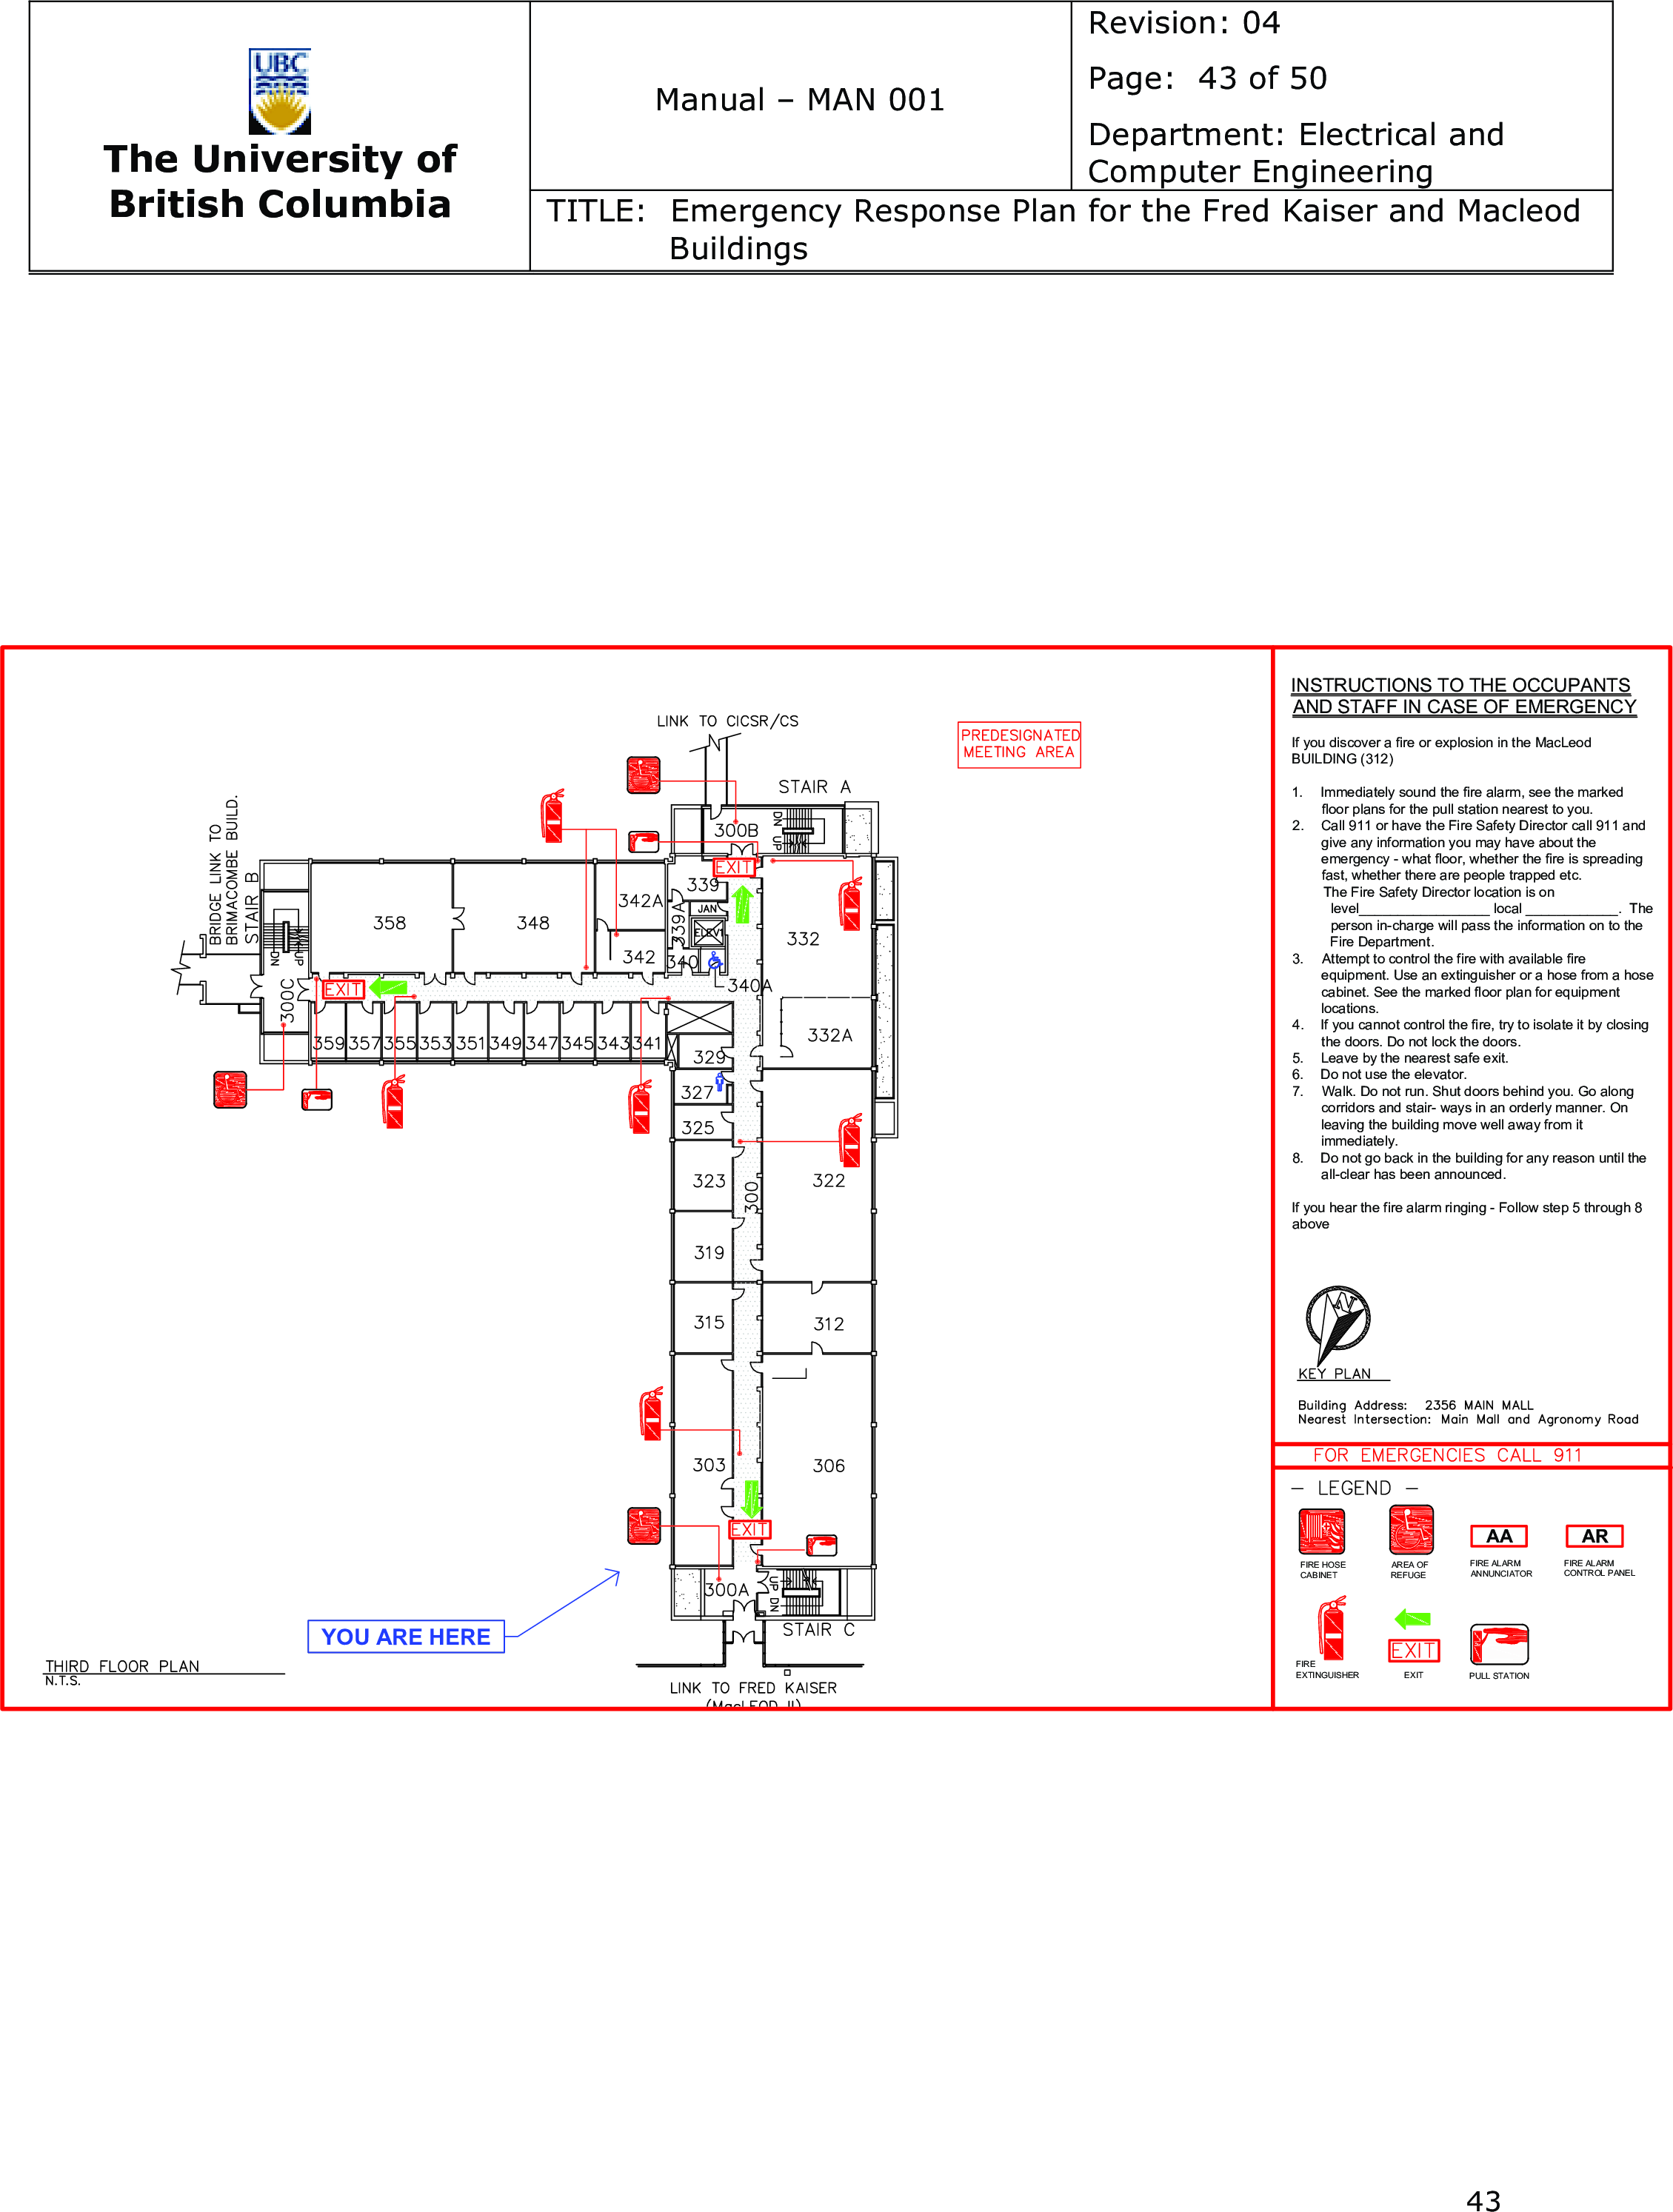 UBC
The University of
British Columbia
Manual – MAN 001
Revision: 04
Page:  43 of 50
Department: Electrical and
Computer Engineering
TITLE:  Emergency Response Plan for the Fred Kaiser and Macleod
Buildings
LINK TO CICSR/CS
PREDESIGNATED
MEETING AREA
STAIR A
DN
UP
300B
EXIT
BRIDGE LINK TO
BRIMACOMBE BUILD.
STAIR B
DN
UP
300C
358
348
342A
342
339
JAN
339A
ELEV1
340
340A
332
332A
EXIT
359
357
355
353
351
349
347
345
343
341
329
327
325
323
322
300
319
315
312
303
306
EXIT
300A
UP
DN
STAIR C
YOU ARE HERE
THIRD FLOOR PLAN
N.T.S.
LINK TO FRED KAISER
(MacLEOD II)
INSTRUCTIONS TO THE OCCUPANTS
AND STAFF IN CASE OF EMERGENCY
If you discover a fire or explosion in the MacLeod
BUILDING (312)
1. Immediately sound the fire alarm, see the marked
floor plans for the pull station nearest to you.
2. Call 911 or have the Fire Safety Director call 911 and
give any information you may have about the
emergency - what floor, whether the fire is spreading
fast, whether there are people trapped etc.
The Fire Safety Director location is on
level_________________ local ____________. The
person in-charge will pass the information on to the
Fire Department.
3. Attempt to control the fire with available fire
equipment. Use an extinguisher or a hose from a hose
cabinet. See the marked floor plan for equipment
locations.
4. If you cannot control the fire, try to isolate it by closing
the doors. Do not lock the doors.
5. Leave by the nearest safe exit.
6. Do not use the elevator.
7. Walk. Do not run. Shut doors behind you. Go along
corridors and stair- ways in an orderly manner. On
leaving the building move well away from it
immediately.
8. Do not go back in the building for any reason until the
all-clear has been announced.
If you hear the fire alarm ringing - Follow step 5 through 8
above
N
KEY PLAN
Building Address: 2356 MAIN MALL
Nearest Intersection: Main Mall and Agronomy Road
FOR EMERGENCIES CALL 911
– LEGEND –
FIRE HOSE
CABINET
AREA OF
REFUGE
AA
FIRE ALARM
ANNUNCIATOR
AR
FIRE ALARM
CONTROL PANEL
FIRE
EXTINGUISHER
EXIT
EXIT
PULL STATION
43